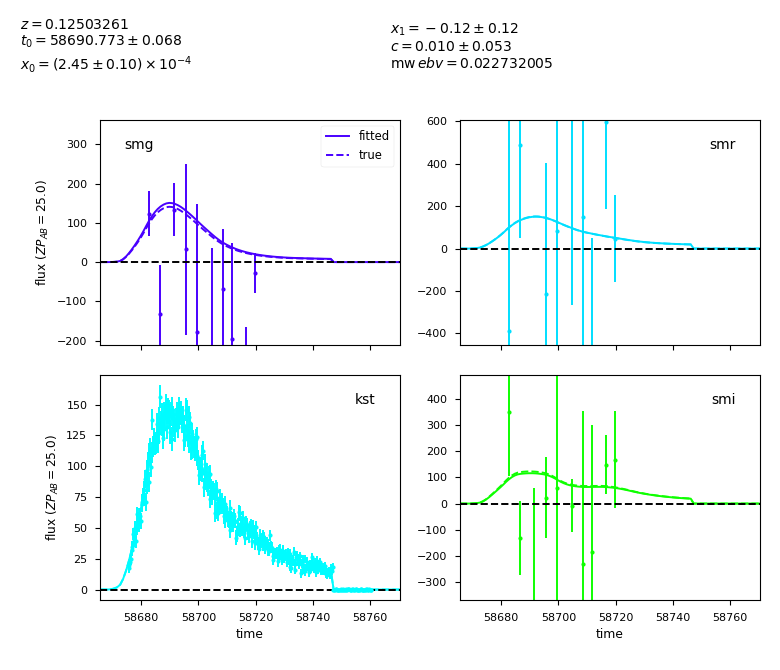 z = 0.12503261
t₀ = 58690.773 ± 0.068
x₀ = (2.45 ± 0.10) × 10⁻⁴
x₁ = −0.12 ± 0.12
c = 0.010 ± 0.053
mw ebv = 0.022732005
smg
fitted
true
300
200
100
0
−100
−200
flux (ZP_AB = 25.0)
smr
600
400
200
0
−200
−400
kst
150
125
100
75
50
25
0
flux (ZP_AB = 25.0)
58680 58700 58720 58740 58760
time
smi
400
300
200
100
0
−100
−200
−300
58680 58700 58720 58740 58760
time